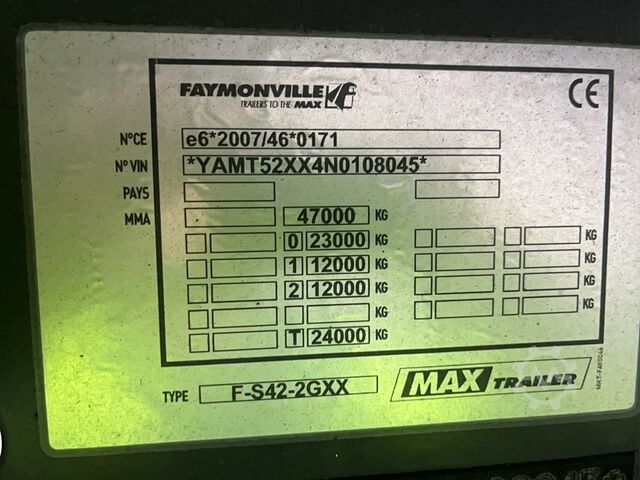 FAYMONVILLE
TRAILERS TO THE MAX
CE
N°CE e6*2007/46*0171
N° VIN *YAMT52XX4N0108045*
PAYS
MMA 47000 KG
0 23000 KG KG
1 12000 KG KG
2 12000 KG KG
KG KG
T 24000 KG
TYPE F-S42-2GXX
MAX TRAILER